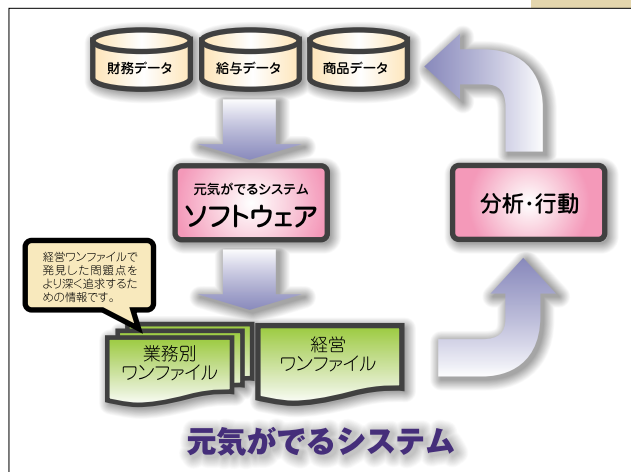 財務データ
給与データ
商品データ
元気がでるシステム
ソフトウェア
分析・行動
経営ワンファイルで
発見した問題点を
より深く追求するた
めの情報です。
業務別
ワンファイル
経営
ワンファイル
元気がでるシステム